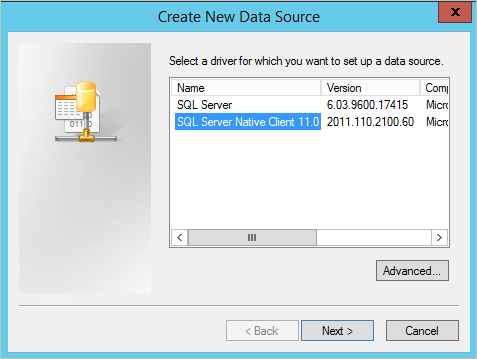 Create New Data Source
x
Select a driver for which you want to set up a data source.
Name Version Comp
SQL Server 6.03.9600.17415 Micro
SQL Server Native Client 11.0 2011.110.2100.60 Micro
Advanced...
< Back Next > Cancel